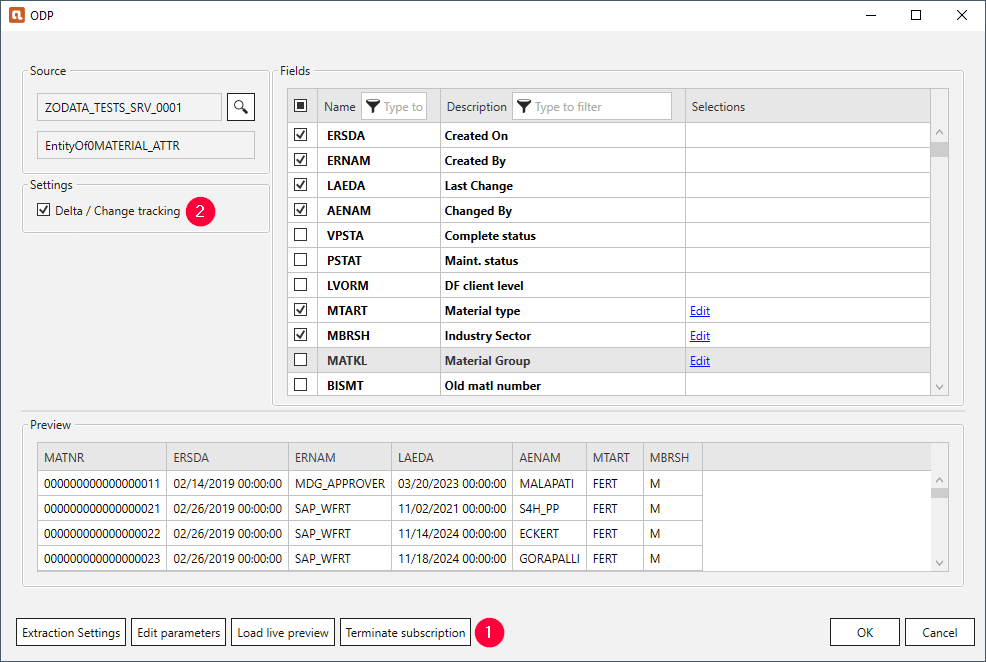 ODP
Source
ZODATA_TESTS_SRV_0001
EntityOf0MATERIAL_ATTR
Settings
Delta / Change tracking 2
Fields
Name Type to Description Type to filter Selections
ERSDA Created On
ERNAM Created By
LAEDA Last Change
AENAM Changed By
VPSTA Complete status
PSTAT Maint. status
LVORM DF client level
MTART Material type Edit
MBRSH Industry Sector Edit
MATKL Material Group Edit
BISMT Old matl number
Preview
MATNR ERSDA ERNAM LAEDA AENAM MTART MBRSH
000000000000000011 02/14/2019 00:00:00 MDG_APPROVER 03/20/2023 00:00:00 MALAPATI FERT M
000000000000000021 02/26/2019 00:00:00 SAP_WFRT 11/02/2021 00:00:00 S4H_PP FERT M
000000000000000022 02/26/2019 00:00:00 SAP_WFRT 11/14/2024 00:00:00 ECKERT FERT M
000000000000000023 02/26/2019 00:00:00 SAP_WFRT 11/18/2024 00:00:00 GORAPALLI FERT M
Extraction Settings Edit parameters Load live preview Terminate subscription 1 OK Cancel